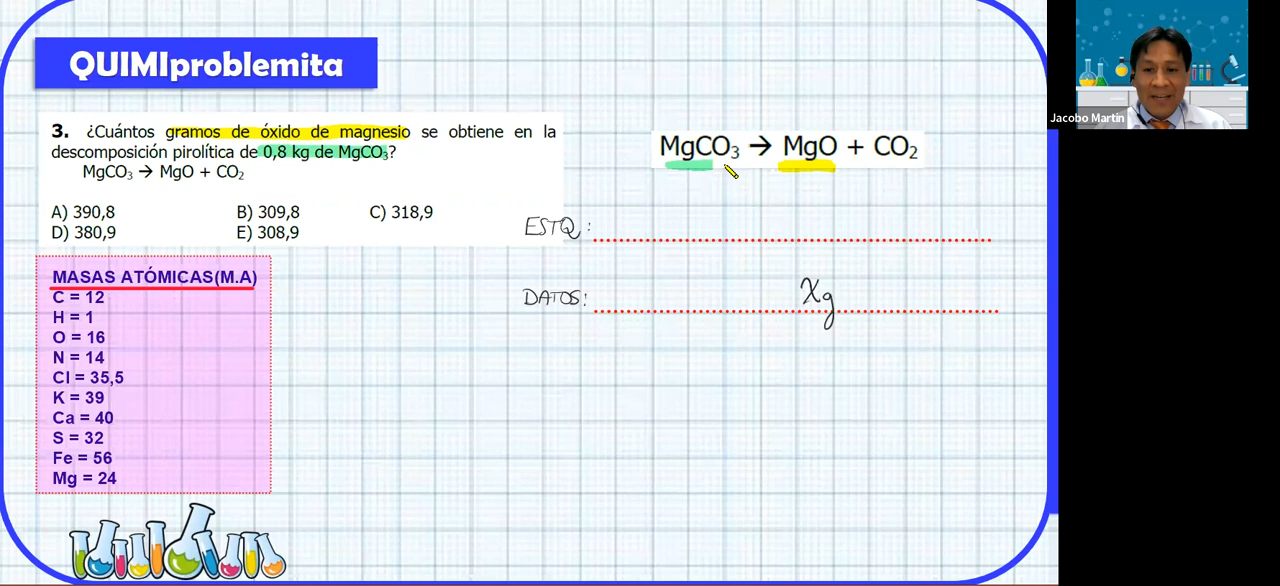 QUIMIproblemita
3. ¿Cuántos gramos de óxido de magnesio se obtiene en la
descomposición pirolítica de 0,8 kg de MgCO₃?
MgCO₃ → MgO + CO₂
A) 390,8 B) 309,8 C) 318,9
D) 380,9 E) 308,9
MASAS ATÓMICAS(M.A)
C = 12
H = 1
O = 16
N = 14
Cl = 35,5
K = 39
Ca = 40
S = 32
Fe = 56
Mg = 24
MgCO₃ → MgO + CO₂
ESTQ:
DATOS: Xg
Jacobo Martin